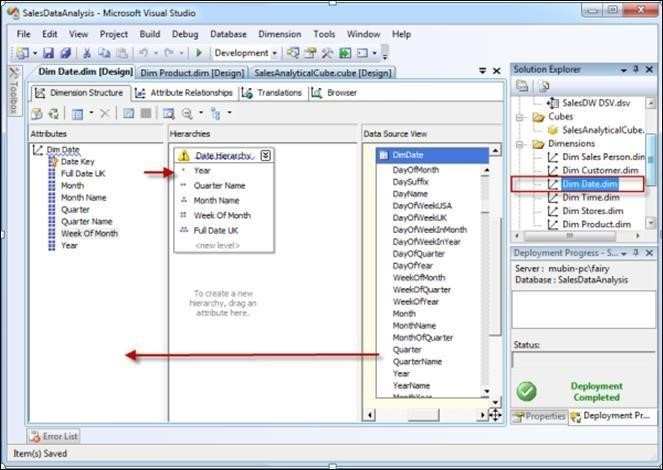 SalesDataAnalysis - Microsoft Visual Studio
File Edit View Project Build Debug Database Dimension Tools Window Help
Development
Toolbox
Dim Date.dim [Design] Dim Product.dim [Design] SalesAnalyticalCube.cube [Design]
Dimension Structure Attribute Relationships Translations Browser
Attributes
Dim Date
Date Key
Full Date UK
Month
Month Name
Quarter
Quarter Name
Week Of Month
Year
Hierarchies
Date Hierarchy
Year
Quarter Name
Month Name
Week Of Month
Full Date UK
<new level>
To create a new
hierarchy, drag an
attribute here.
Data Source View
DimDate
DayOfMonth
DaySuffix
DayName
DayOfWeekUSA
DayOfWeekUK
DayOfWeekInMonth
DayOfWeekInYear
DayOfQuarter
DayOfYear
WeekOfMonth
WeekOfQuarter
WeekOfYear
Month
MonthName
MonthOfQuarter
Quarter
QuarterName
Year
YearName
MonthYear
Solution Explorer
SalesDW DSV.dsv
Cubes
SalesAnalyticalCube.
Dimensions
Dim Sales Person.dim
Dim Customer.dim
Dim Date.dim
Dim Time.dim
Dim Stores.dim
Dim Product.dim
Deployment Progress - S...
Server : mubin-pc\fairy
Database : SalesDataAnalysis
Status:
Deployment
Completed
Properties Deployment Pr...
Error List
Item(s) Saved